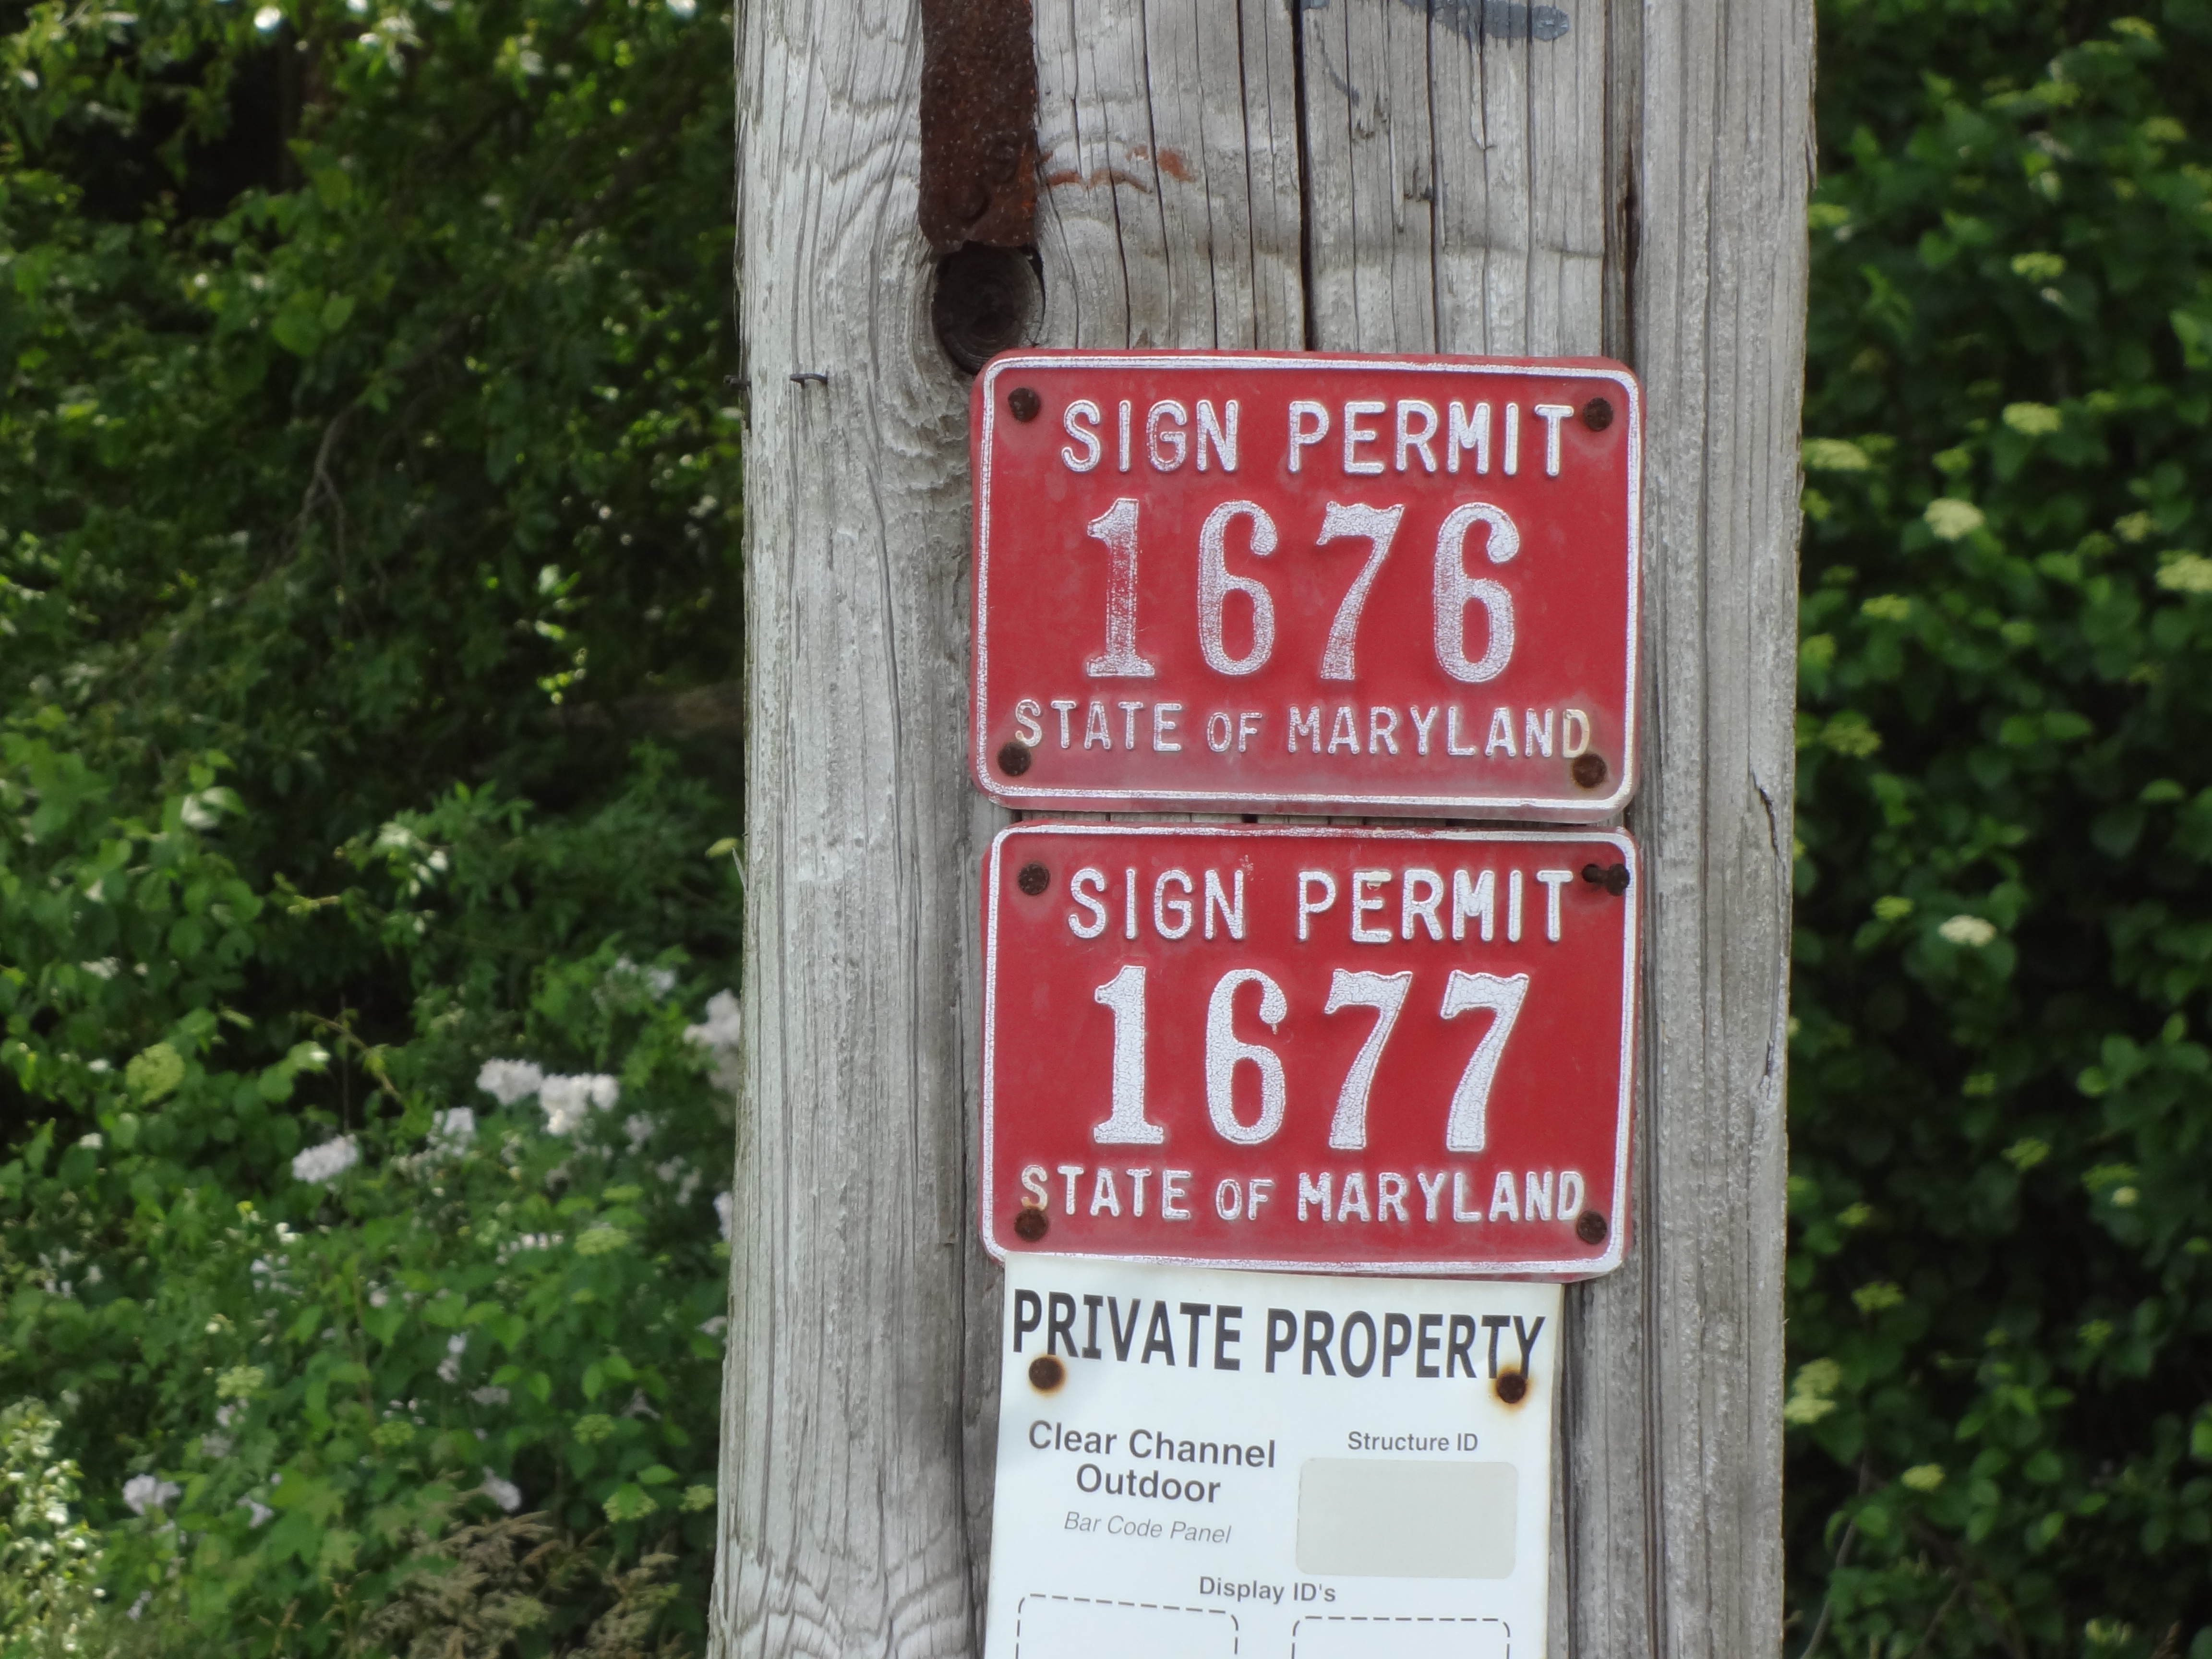 SIGN PERMIT
1676
STATE OF MARYLAND
SIGN PERMIT
1677
STATE OF MARYLAND
PRIVATE PROPERTY
Clear Channel
Outdoor
Bar Code Panel
Structure ID
Display ID's